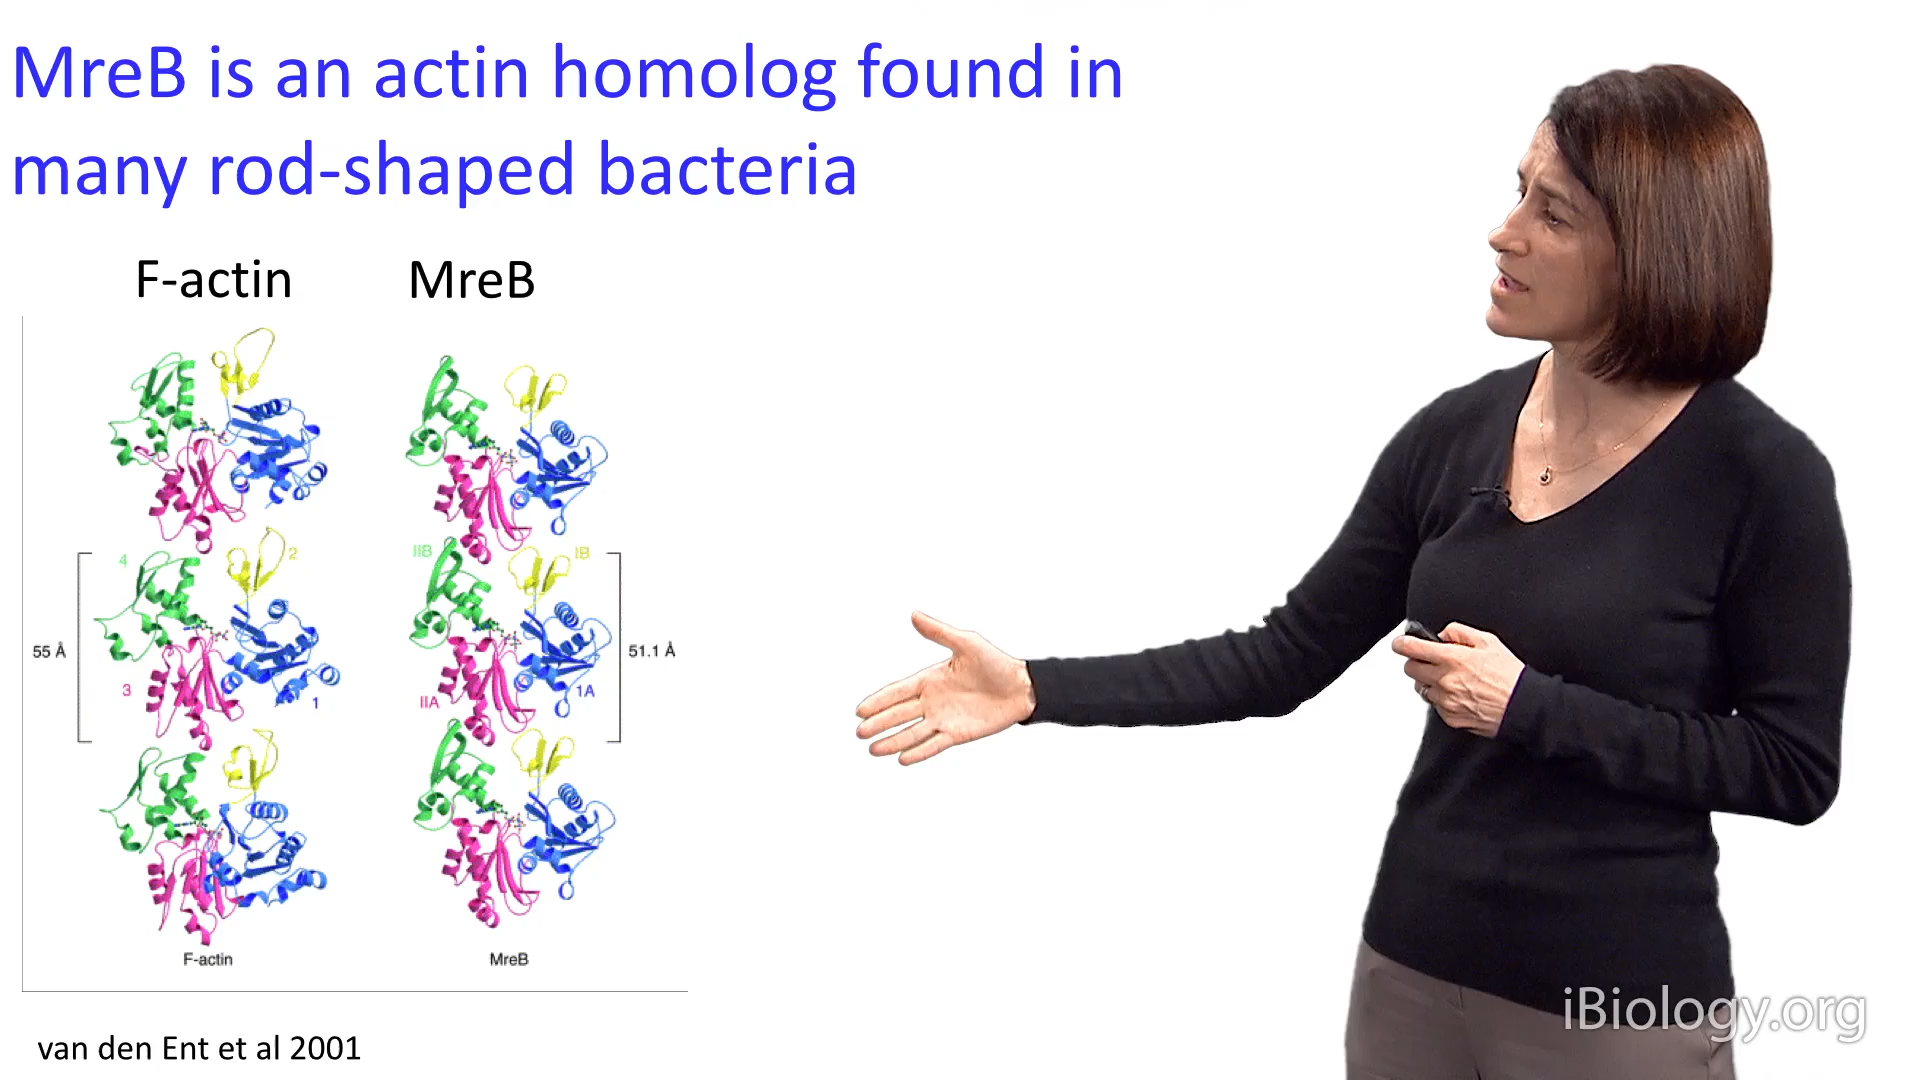 MreB is an actin homolog found in
many rod-shaped bacteria
F-actin MreB
4 2 IIB IB
55 Å 51.1 Å
3 1 IIA 1A
F-actin MreB
van den Ent et al 2001
iBiology.org